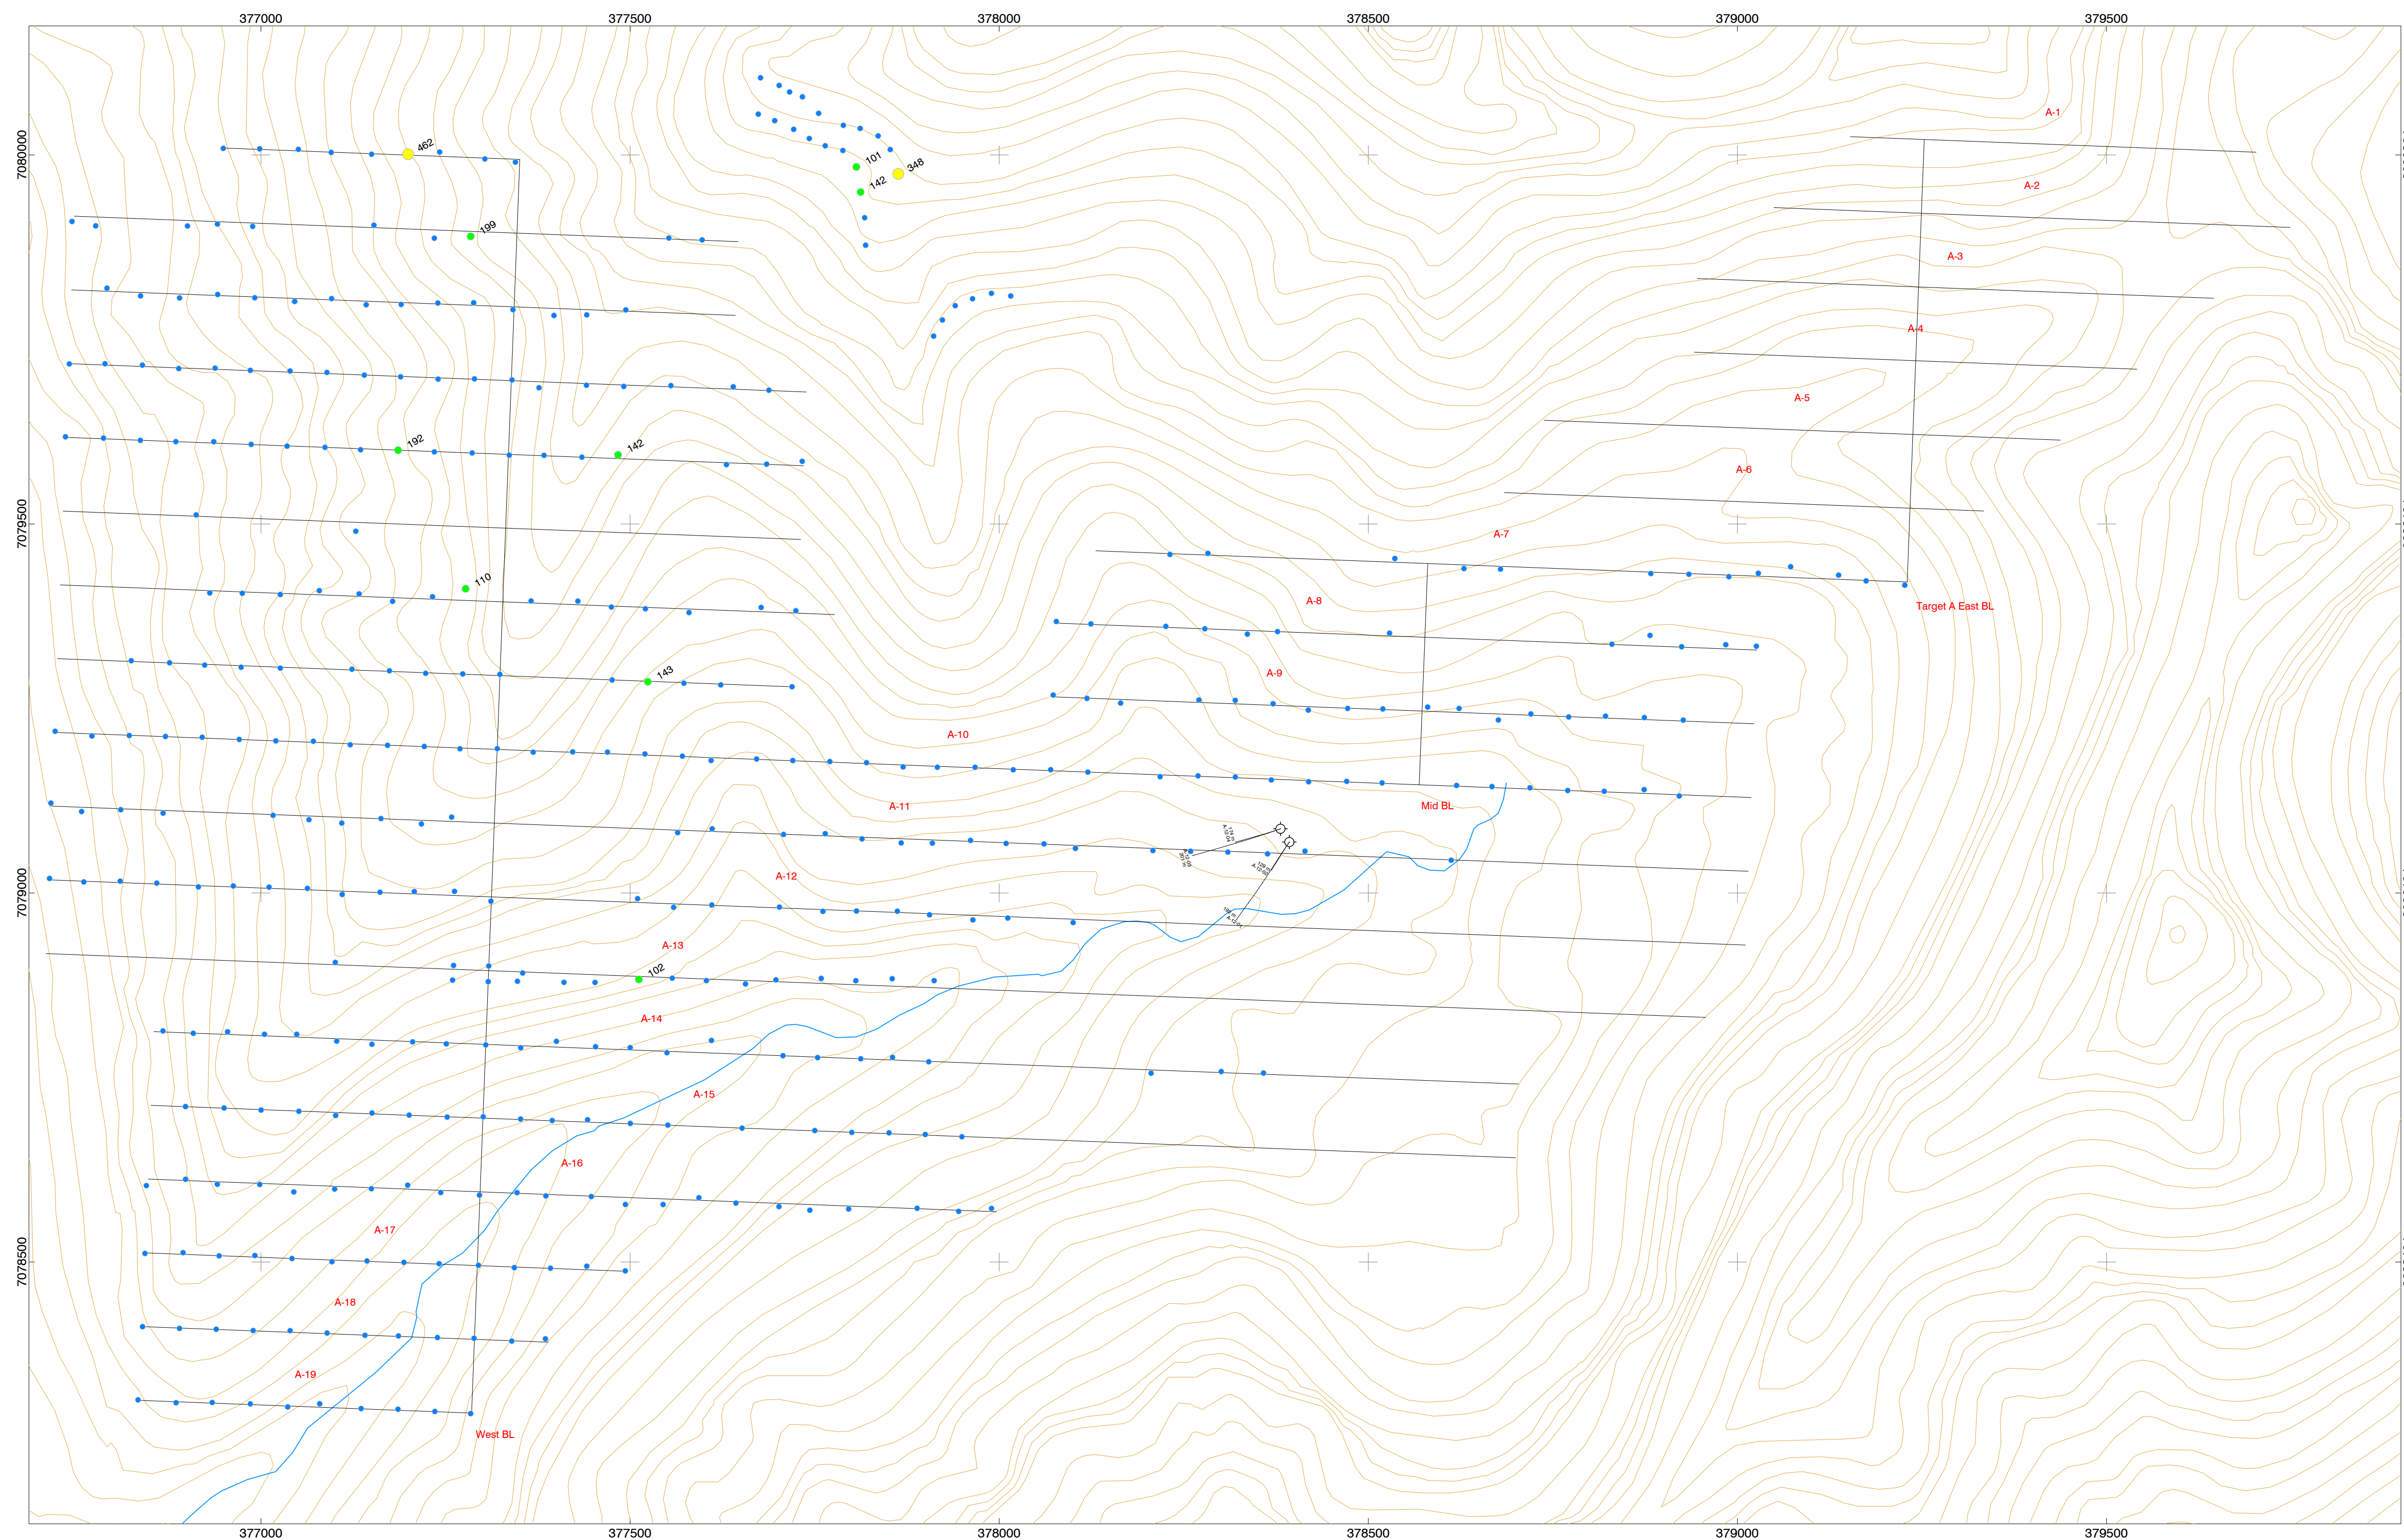 377000 377500 378000 378500 379000 379500
A-1
7080000
462
101
348
142
A-2
199
A-3
A-4
A-5
192
142
A-6
7079500
A-7
110
A-8
Target A East BL
143
A-9
A-10
A-11
Mid BL
A-12
7079000
A-13
102
A-14
A-15
A-16
A-17
7078500
A-18
A-19
West BL
377000 377500 378000 378500 379000 379500